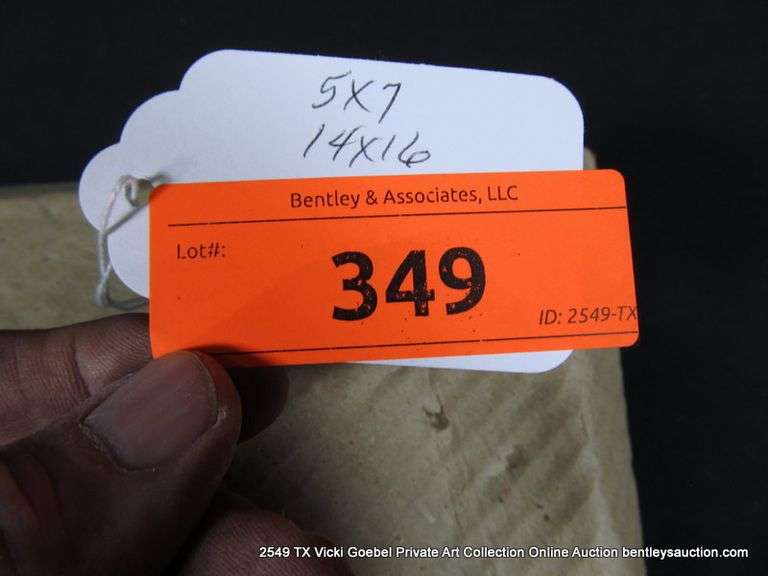 5X7
14X16
Bentley & Associates, LLC
Lot#:
349
ID: 2549-TX
2549 TX Vicki Goebel Private Art Collection Online Auction bentleysauction.com